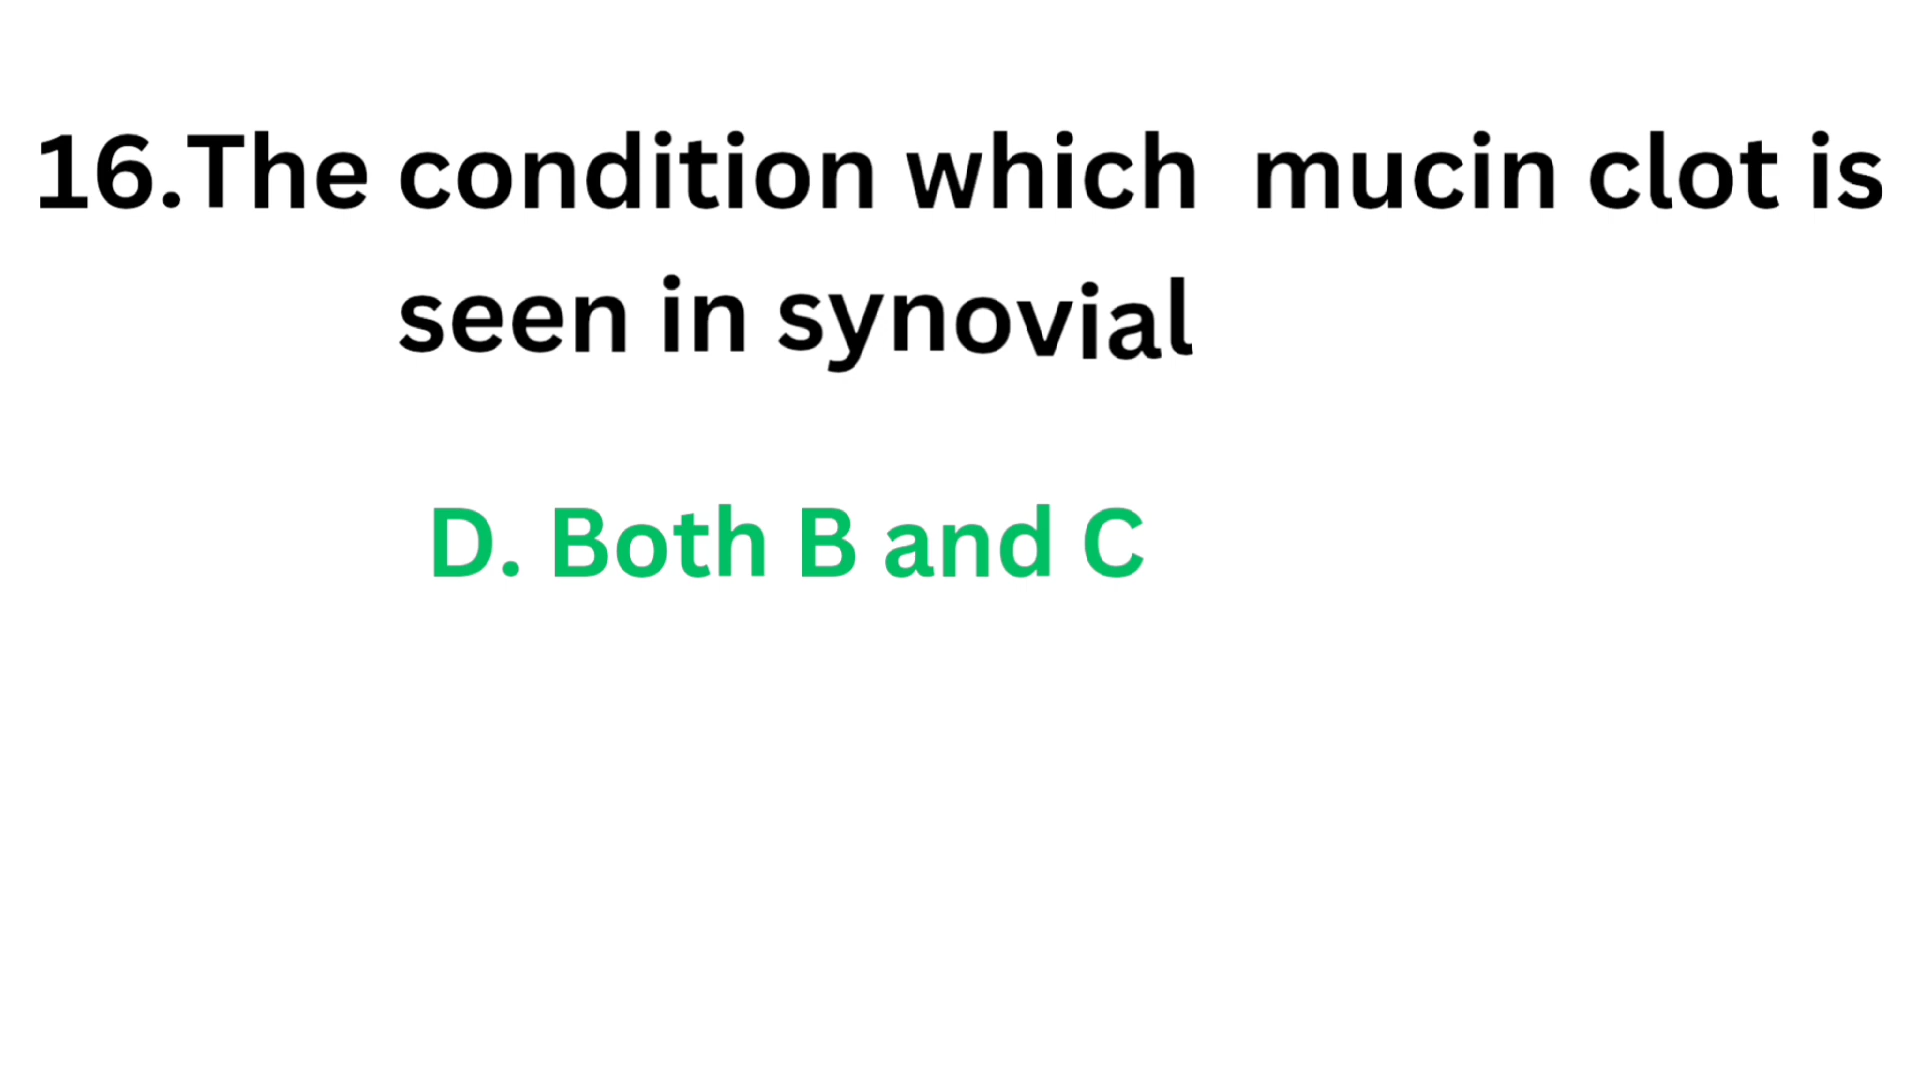 16.The condition which  mucin clot is
seen in synovial
D. Both B and C